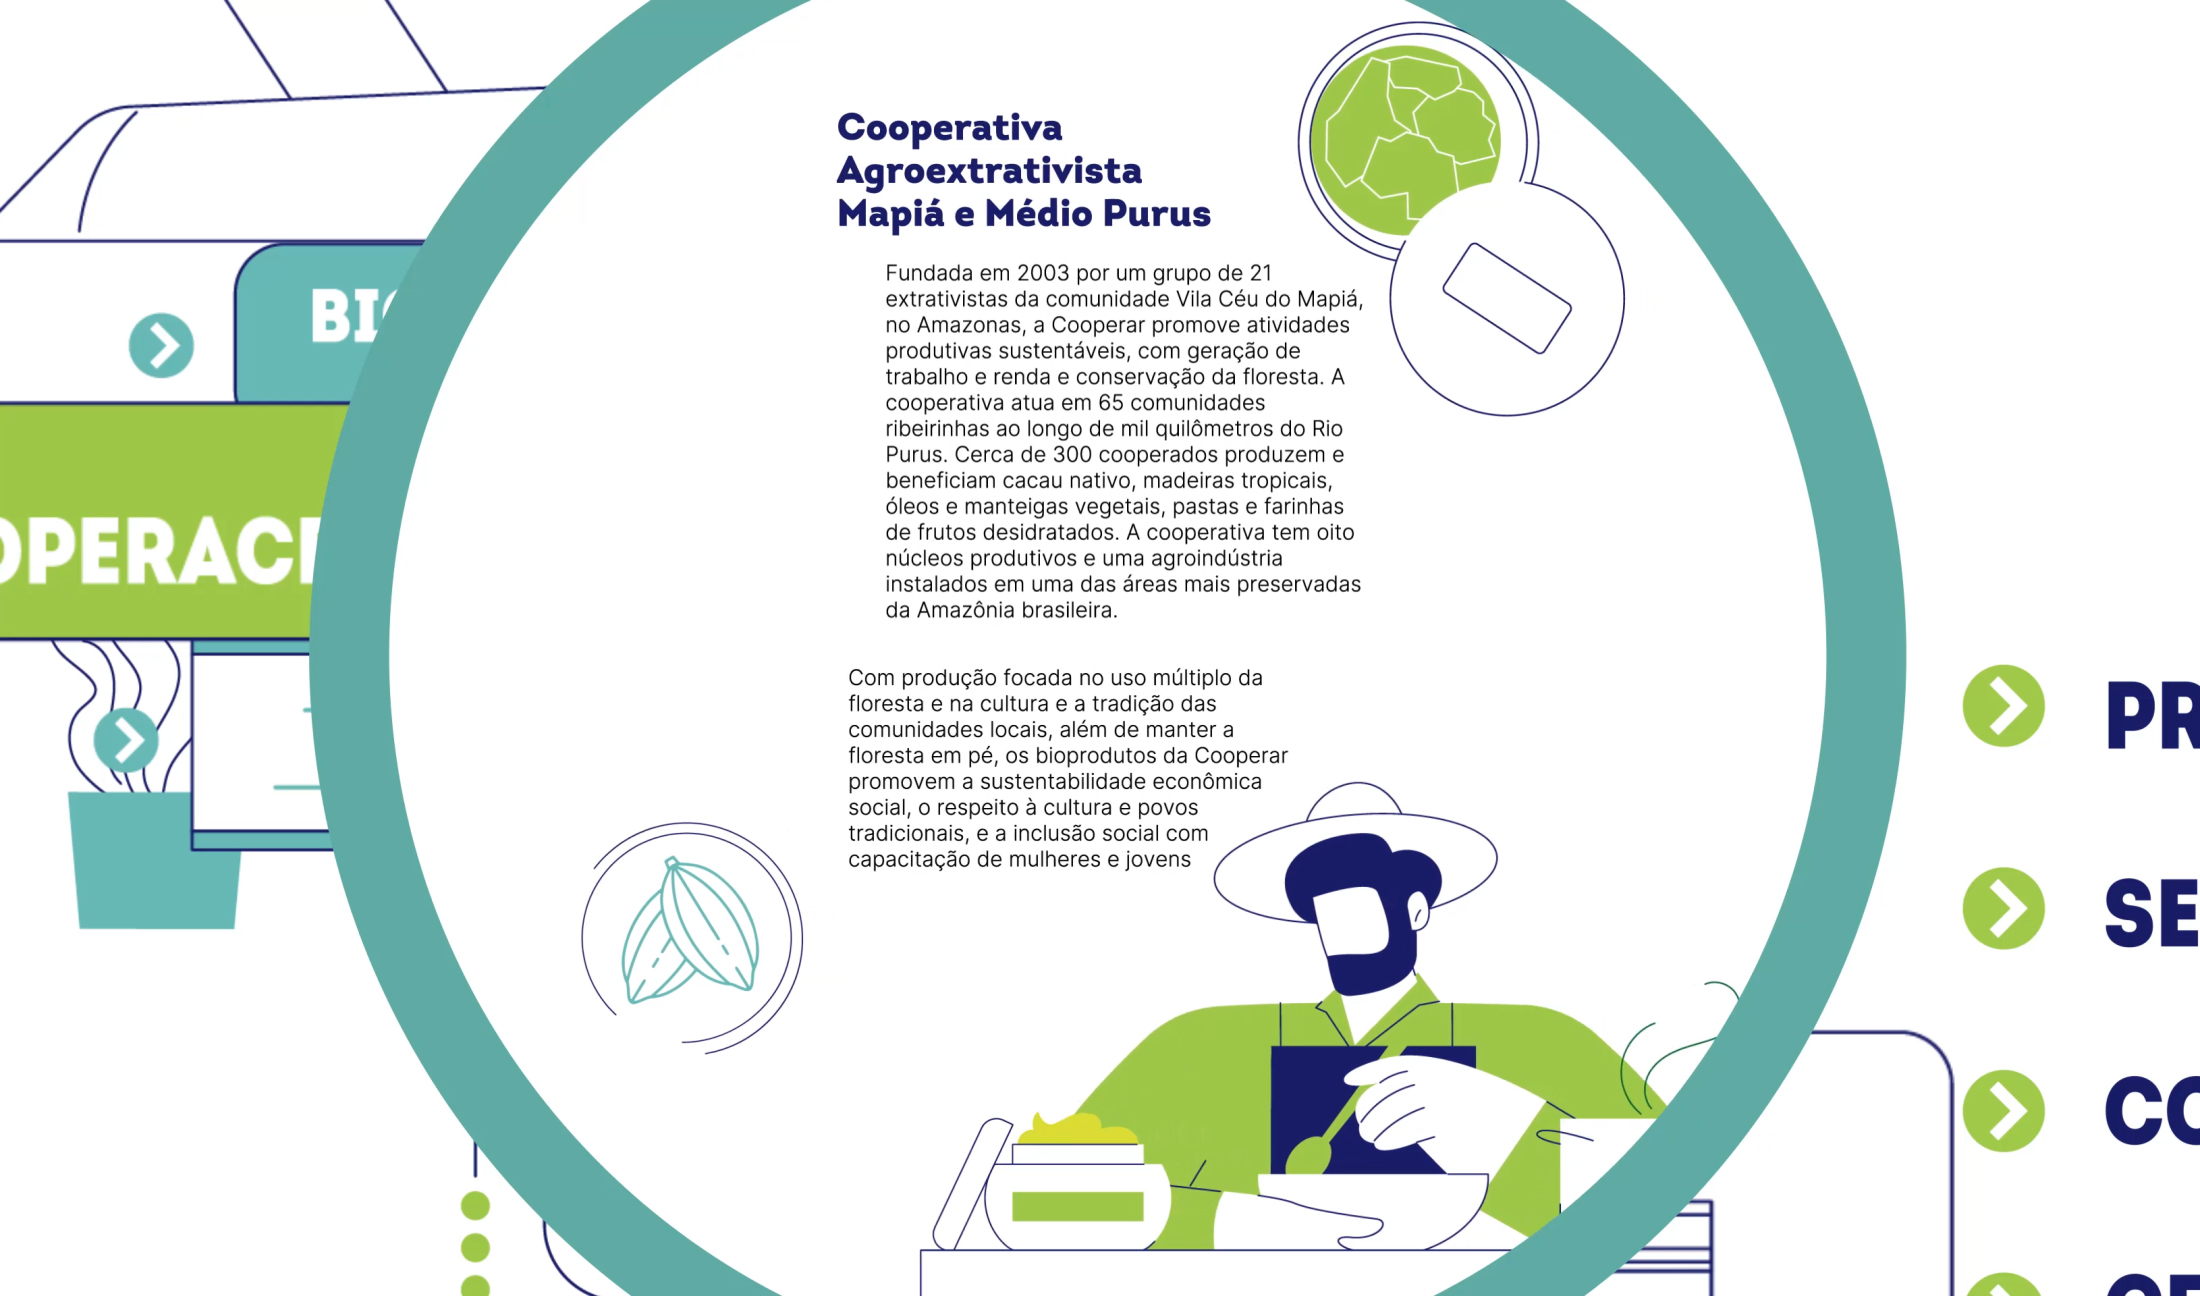 Cooperativa
Agroextrativista
Mapiá e Médio Purus
Fundada em 2003 por um grupo de 21
extrativistas da comunidade Vila Céu do Mapiá,
no Amazonas, a Cooperar promove atividades
produtivas sustentáveis, com geração de
trabalho e renda e conservação da floresta. A
cooperativa atua em 65 comunidades
ribeirinhas ao longo de mil quilômetros do Rio
Purus. Cerca de 300 cooperados produzem e
beneficiam cacau nativo, madeiras tropicais,
óleos e manteigas vegetais, pastas e farinhas
de frutos desidratados. A cooperativa tem oito
núcleos produtivos e uma agroindústria
instalados em uma das áreas mais preservadas
da Amazônia brasileira.
Com produção focada no uso múltiplo da
floresta e na cultura e a tradição das
comunidades locais, além de manter a
floresta em pé, os bioprodutos da Cooperar
promovem a sustentabilidade econômica
social, o respeito à cultura e povos
tradicionais, e a inclusão social com
capacitação de mulheres e jovens
BI
OPERAC
PR
SE
CO